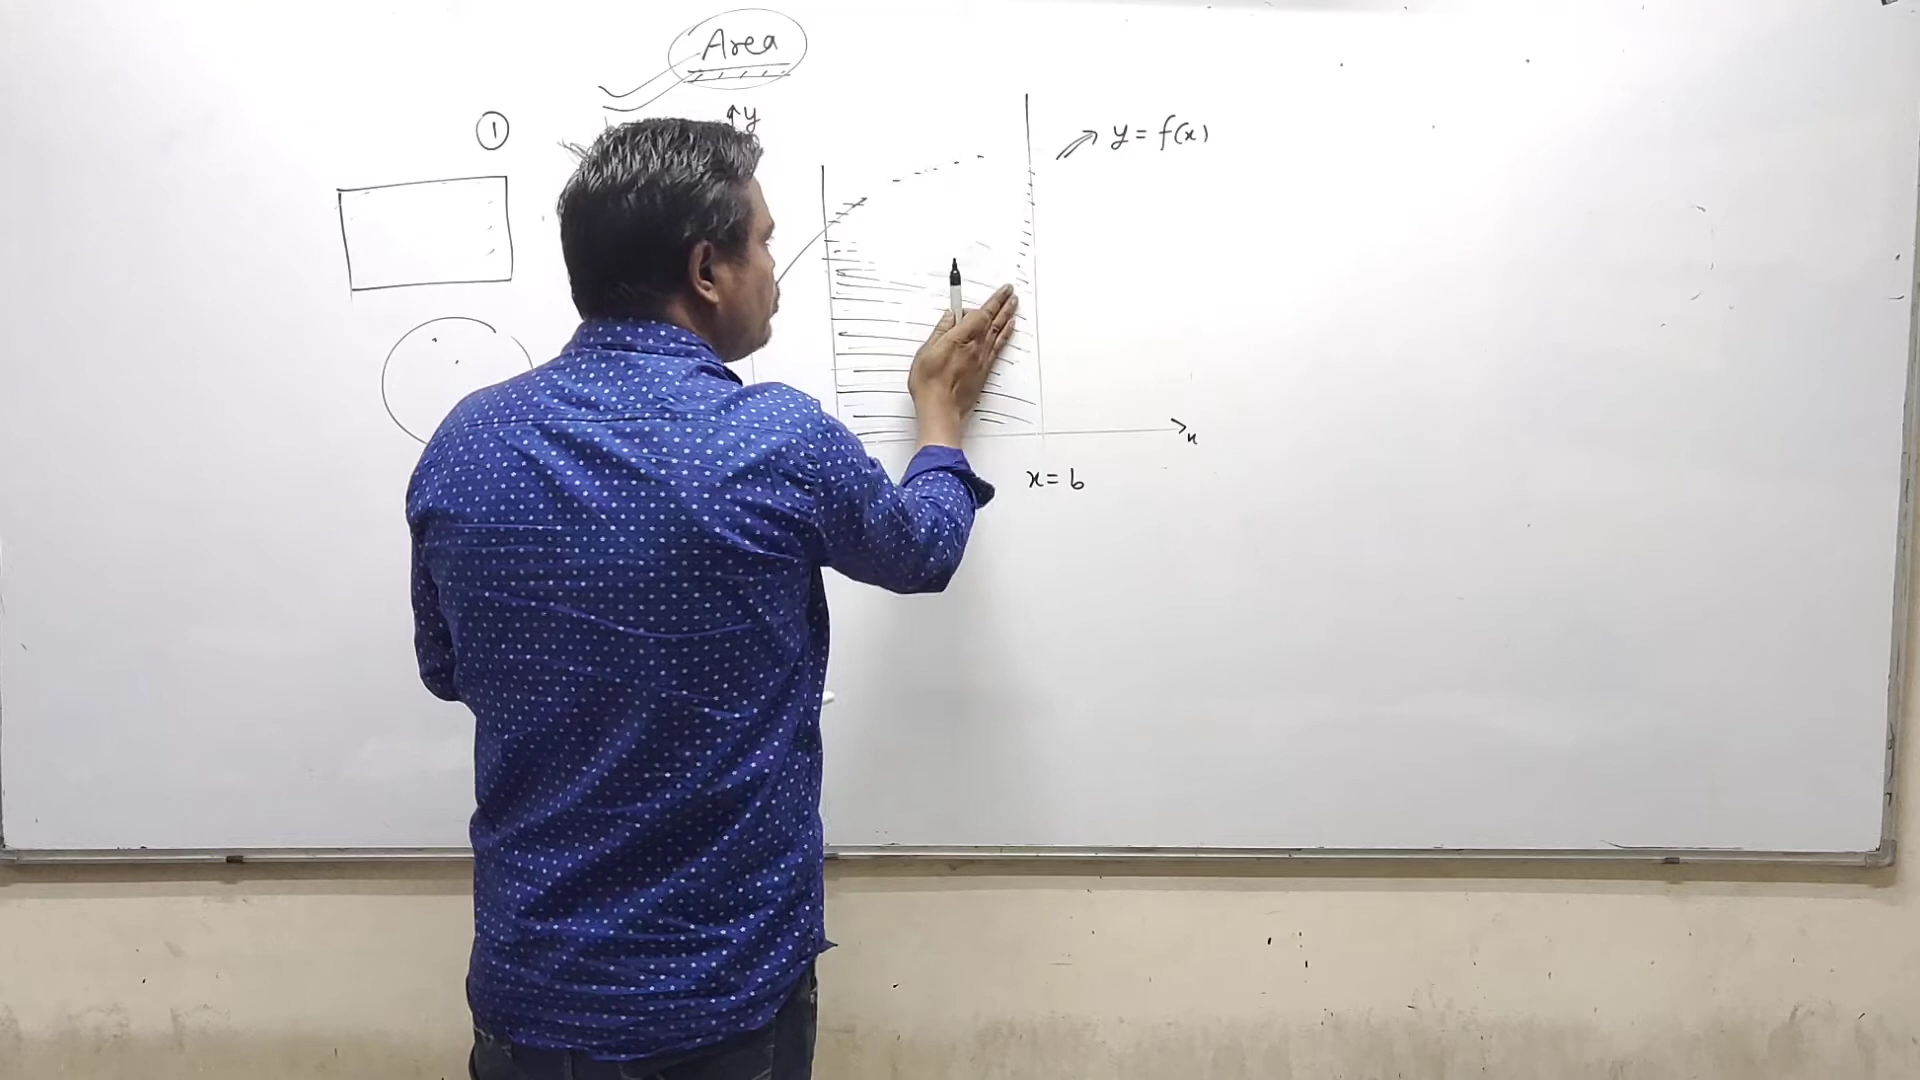 Area
①
y
y = f(x)
x
x = b